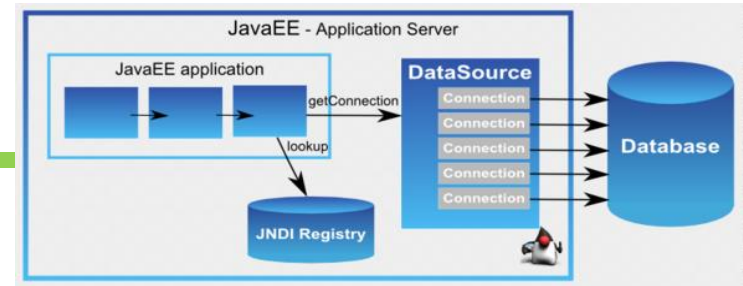 JavaEE - Application Server
JavaEE application
getConnection
lookup
JNDI Registry
DataSource
Connection
Connection
Connection
Connection
Connection
Database